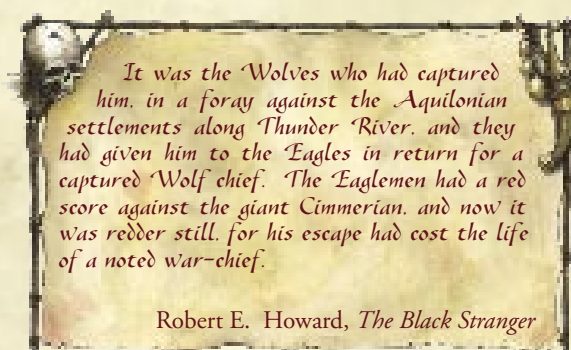 It was the Wolves who had captured
him, in a foray against the Aquilonian
settlements along Thunder River, and they
had given him to the Eagles in return for a
captured Wolf chief. The Eaglemen had a red
score against the giant Cimmerian, and now it
was redder still, for his escape had cost the life
of a noted war-chief.
Robert E. Howard, The Black Stranger